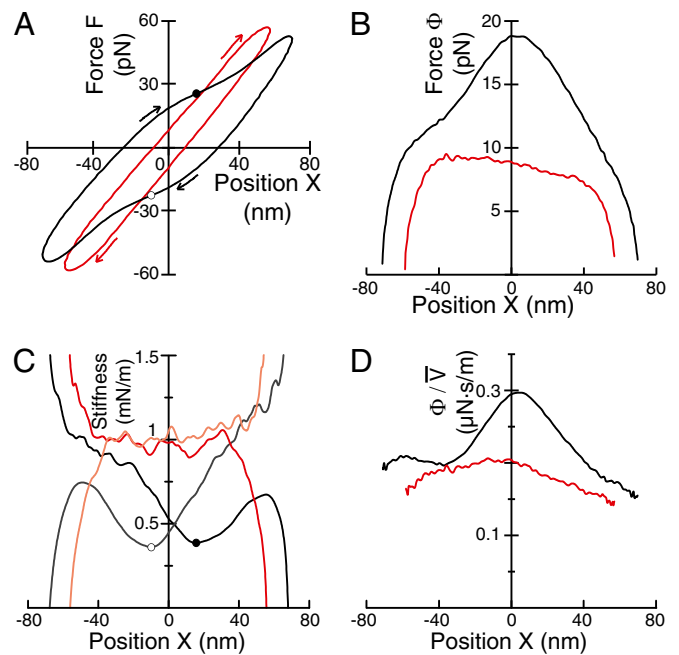 A
Force F
(pN)
60
30
-80
-40
0
40
80
-30
-60
Position X
(nm)
B
Force Φ
(pN)
20
15
10
5
-80
-40
0
40
80
Position X (nm)
C
Stiffness
(mN/m)
1.5
1
0.5
-80
-40
0
40
80
Position X (nm)
D
Φ / V̅
(µN·s/m)
0.3
0.1
-80
-40
0
40
80
Position X (nm)